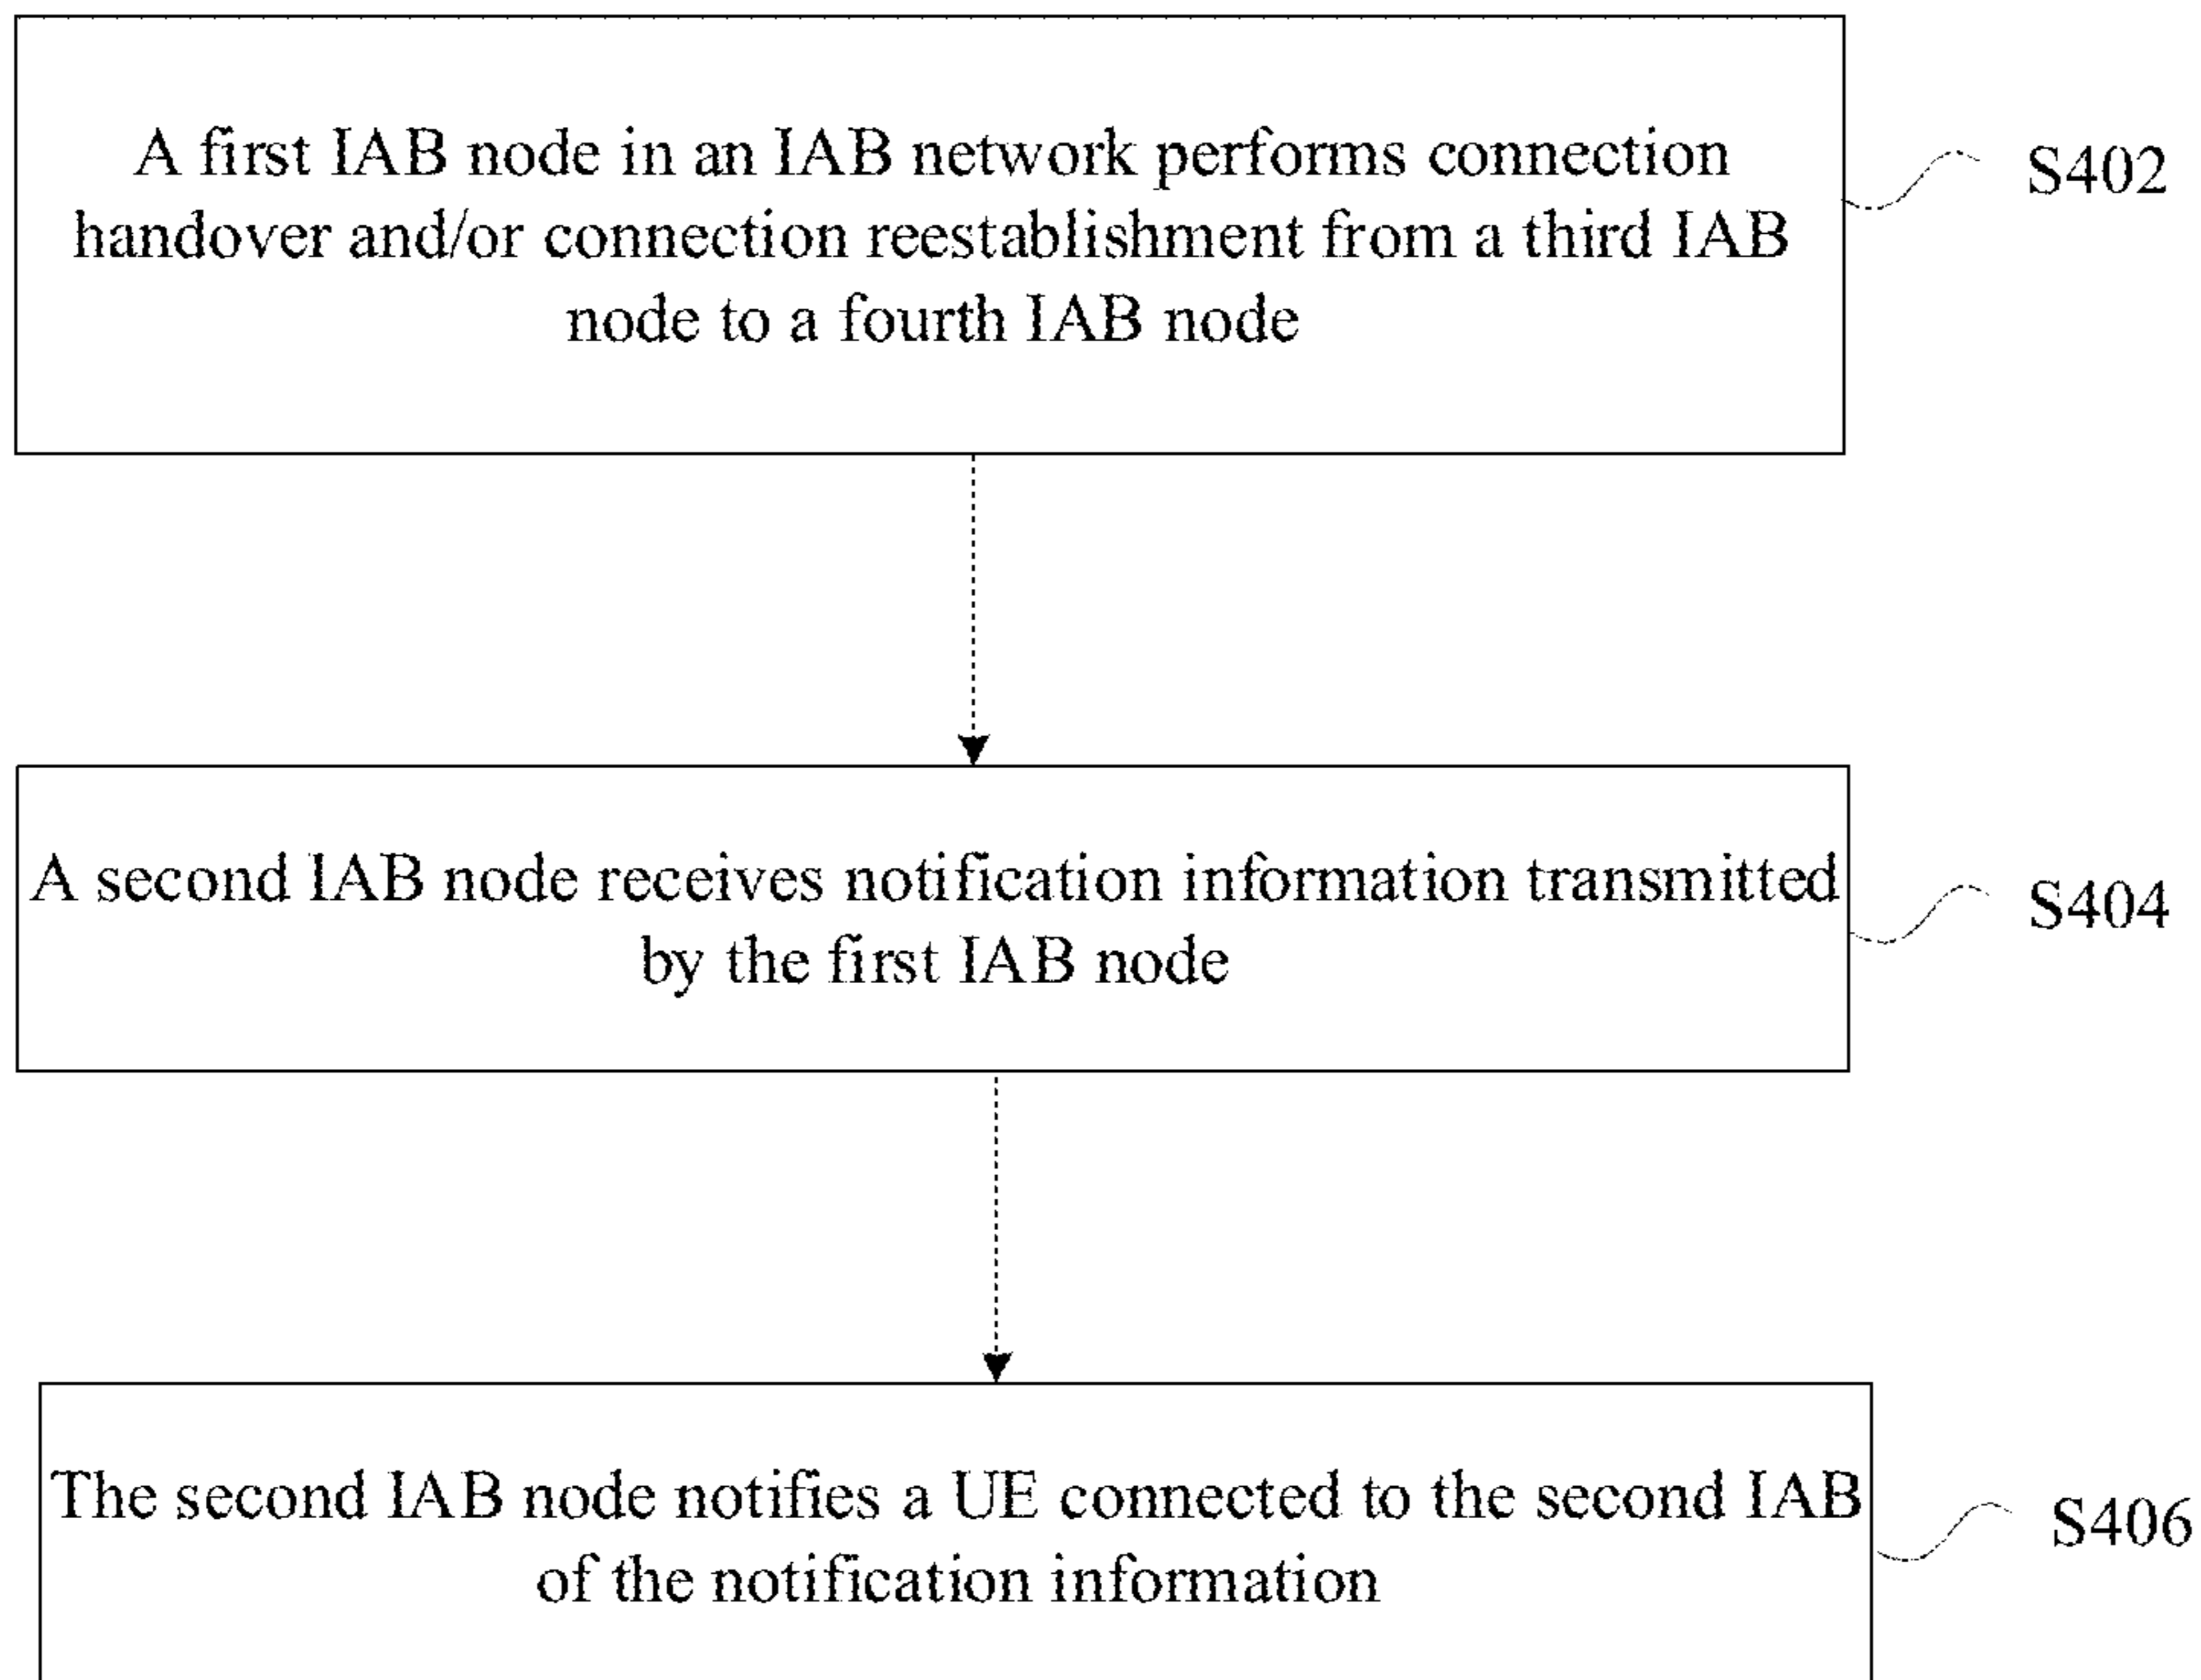 A first IAB node in an IAB network performs connection
handover and/or connection reestablishment from a third IAB
node to a fourth IAB node
S402
A second IAB node receives notification information transmitted
by the first IAB node
S404
The second IAB node notifies a UE connected to the second IAB
of the notification information
S406